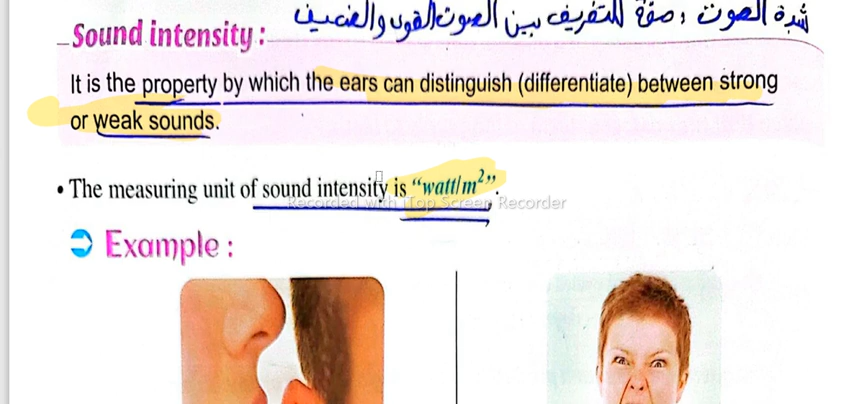 شدة الصوت : صفة للتفريق بين الصوت القوى والضعيف
Sound intensity :
It is the property by which the ears can distinguish (differentiate) between strong
or weak sounds.
• The measuring unit of sound intensity is “watt/m²”.
Recorded with iTop Screen Recorder
Example :